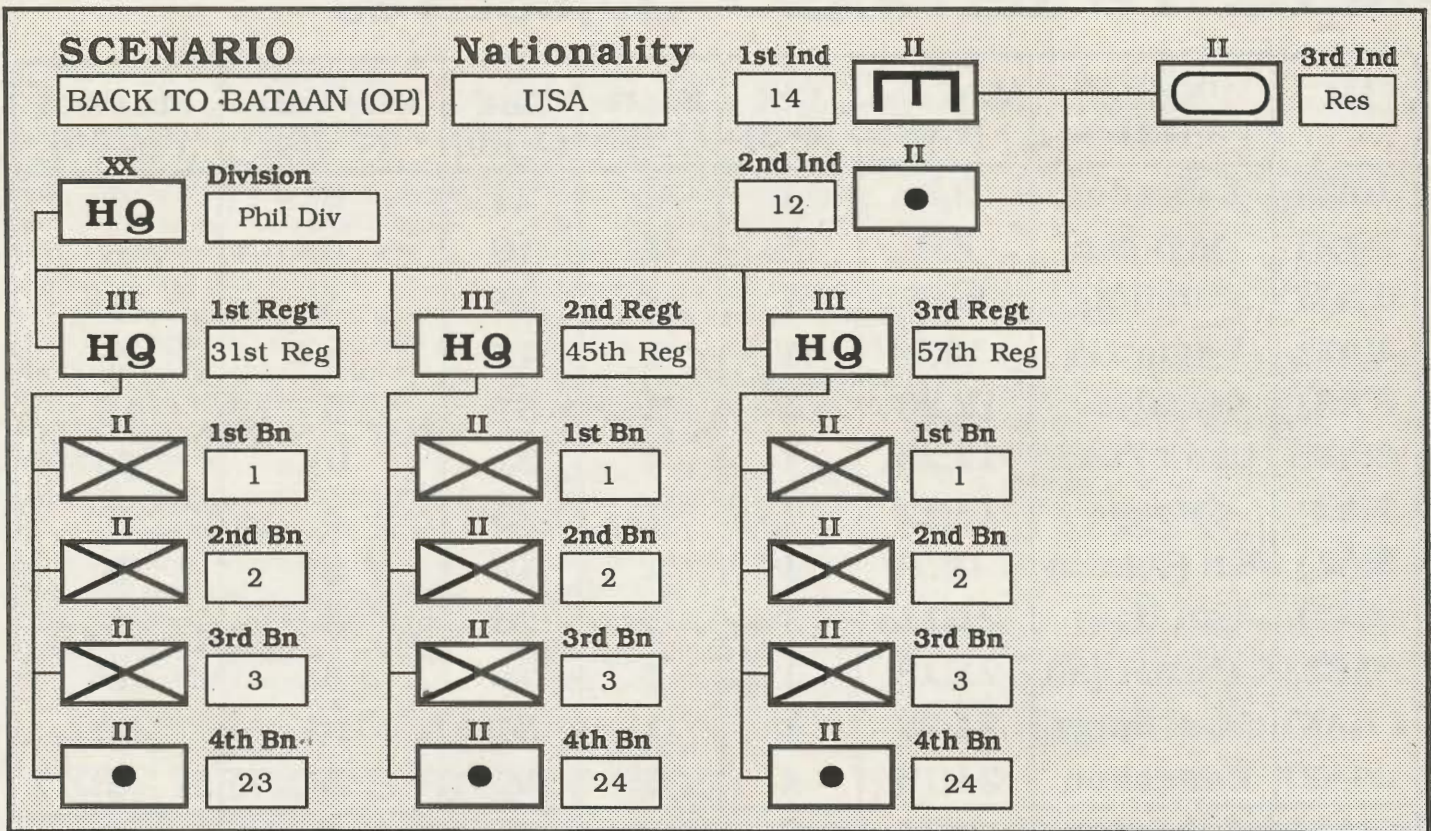 SCENARIO
BACK TO BATAAN (OP)
Nationality
USA
1st Ind
14
II
II
3rd Ind
Res
2nd Ind
12
II
XX
HQ
Division
Phil Div
III
HQ
1st Regt
31st Reg
III
HQ
2nd Regt
45th Reg
III
HQ
3rd Regt
57th Reg
II
1st Bn
1
II
1st Bn
1
II
1st Bn
1
II
2nd Bn
2
II
2nd Bn
2
II
2nd Bn
2
II
3rd Bn
3
II
3rd Bn
3
II
3rd Bn
3
II
4th Bn
23
II
4th Bn
24
II
4th Bn
24